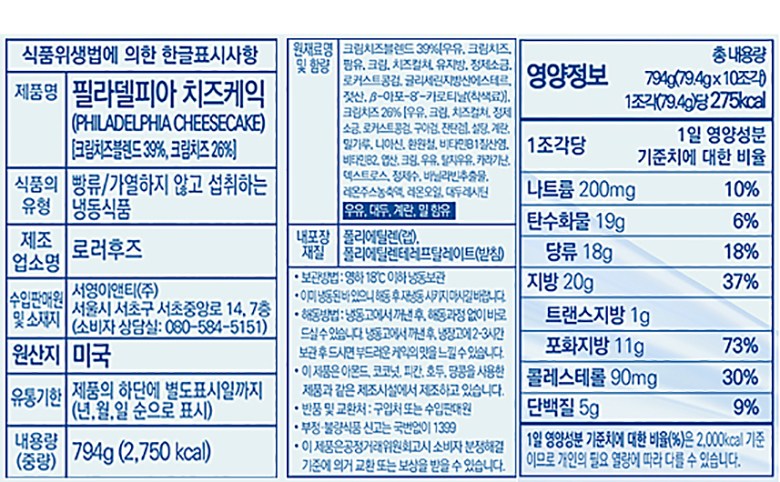 식품위생법에 의한 한글표시사항
제품명
필라델피아 치즈케익
(PHILADELPHIA CHEESECAKE)
[크림치즈블렌드 39%, 크림치즈 26%]
식품의
유형
빵류/가열하지 않고 섭취하는
냉동식품
제조
업소명
로러후즈
수입판매원
및 소재지
서영이앤티(주)
서울시 서초구 서초중앙로 14, 7층
(소비자 상담실: 080-584-5151)
원산지
미국
유통기한
제품의 하단에 별도표시일까지
(년,월,일 순으로 표시)
내용량
(중량)
794g (2,750 kcal)
원재료명
및 함량
크림치즈블렌드 39%[우유, 크림치즈,
탈유, 크림, 치즈컬쳐, 유지방, 정제소금,
로커스트콩검, 글리세린지방산에스테르,
젖산, β-아포-8'-카로티날(착색료)],
크림치즈 26% [우유, 크림, 치즈컬쳐, 정제
소금, 로커스트콩검, 구아검, 잔탄검], 설탕, 계란,
밀가루, 니아신, 환원철, 비타민B1질산염,
비타민B2, 엽산, 크림, 우유, 탈지우유, 카라기난,
덱스트로스, 정제수, 바닐라빈추출물,
레몬주스농축액, 레몬오일, 대두레시틴
우유, 대두, 계란, 밀 함유
내포장
재질
폴리에틸렌(랩),
폴리에틸렌테레프탈레이트(받침)
• 보관방법 : 영하 18℃ 이하 냉동보관
• 이미 냉동된 바 있으니 해동 후 재냉동 시키지 마시길 바랍니다.
• 해동방법 : 냉동고에서 꺼낸 후, 해동과정 없이 바로
드실 수 있습니다. 냉동고에서 꺼낸 후, 냉장고에 2-3시간
보관 후 드시면 부드러운 케익의 맛을 느낄 수 있습니다.
• 이 제품은 아몬드, 코코넛, 피칸, 호두, 땅콩을 사용한
제품과 같은 제조시설에서 제조하고 있습니다.
• 반품 및 교환처 : 구입처 또는 수입판매원
• 부정·불량식품 신고는 국번없이 1399
• 이 제품은공정거래위원회고시 소비자 분쟁해결
기준에 의거 교환 또는 보상을 받을 수 있습니다.
영양정보
총 내용량
794g(79.4g x 10조각)
1조각(79.4g)당 275kcal
1조각당
1일 영양성분
기준치에 대한 비율
나트륨 200mg 10%
탄수화물 19g 6%
당류 18g 18%
지방 20g 37%
트랜스지방 1g
포화지방 11g 73%
콜레스테롤 90mg 30%
단백질 5g 9%
1일 영양성분 기준치에 대한 비율(%)은 2,000kcal 기준
이므로 개인의 필요 열량에 따라 다를 수 있습니다.